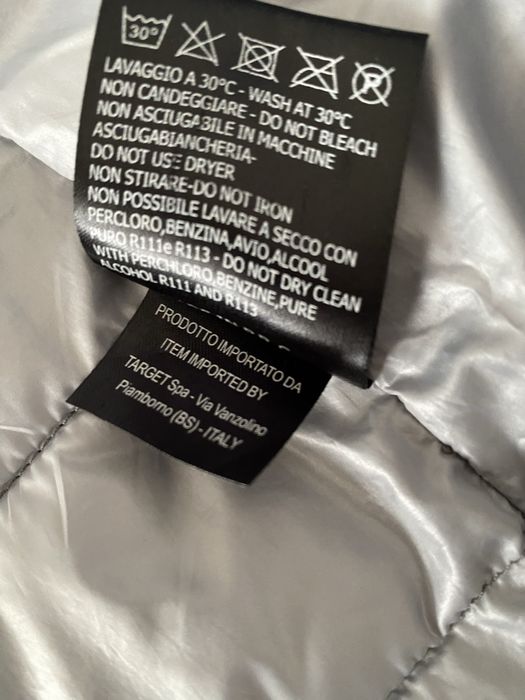 30°
P
LAVAGGIO A 30°C - WASH AT 30°C
NON CANDEGGIARE - DO NOT BLEACH
NON ASCIUGABILE IN MACCHINE
ASCIUGABIANCHERIA-
DO NOT USE DRYER
NON STIRARE-DO NOT IRON
NON POSSIBILE LAVARE A SECCO CON
PERCLORO,BENZINA,AVIO,ALCOOL
PURO R111e R113 - DO NOT DRY CLEAN
WITH PERCHLORO,BENZINE,PURE
ALCOHOL R111 AND R113
PRODOTTO IMPORTATO DA
ITEM IMPORTED BY
TARGET Spa - Via Vanzolino
Piamborno (BS) - ITALY